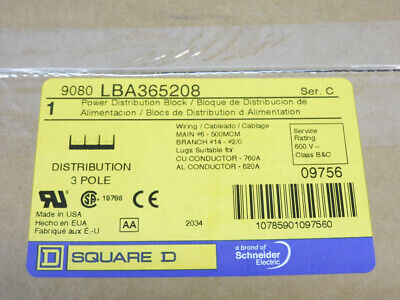 9080 LBA365208 Ser. C
1 Power Distribution Block / Bloque de Distribucion de
Alimentacion / Blocs de Distribution d Alimentation
Wiring / Cableado / Cablage
MAIN #6 - 500MCM
BRANCH #14 - #2/0
Lugs Suitable for
CU CONDUCTOR - 760A
AL CONDUCTOR - 620A
Service
Rating
600 V ~
Class B&C
DISTRIBUTION
3 POLE
09756
UL
SA
19766
Made in USA
Hecho en EUA
Fabriqué aux É.-U
AA
2034
10785901097560
D SQUARE D
a brand of
Schneider
Electric